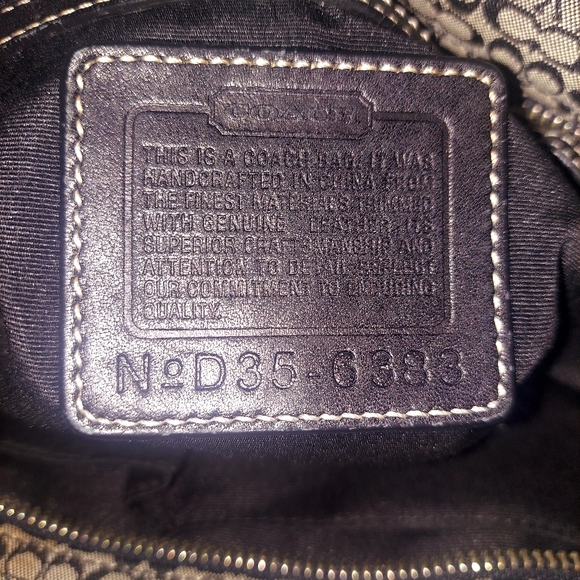 COACH
THIS IS A COACH BAG. IT WAS
HANDCRAFTED IN CHINA FROM
THE FINEST MATERIALS TRIMMED
WITH GENUINE LEATHER. ITS
SUPERIOR CRAFTSMANSHIP AND
ATTENTION TO DETAIL REFLECT
OUR COMMITMENT TO ENDURING
QUALITY.
NºD35-6383